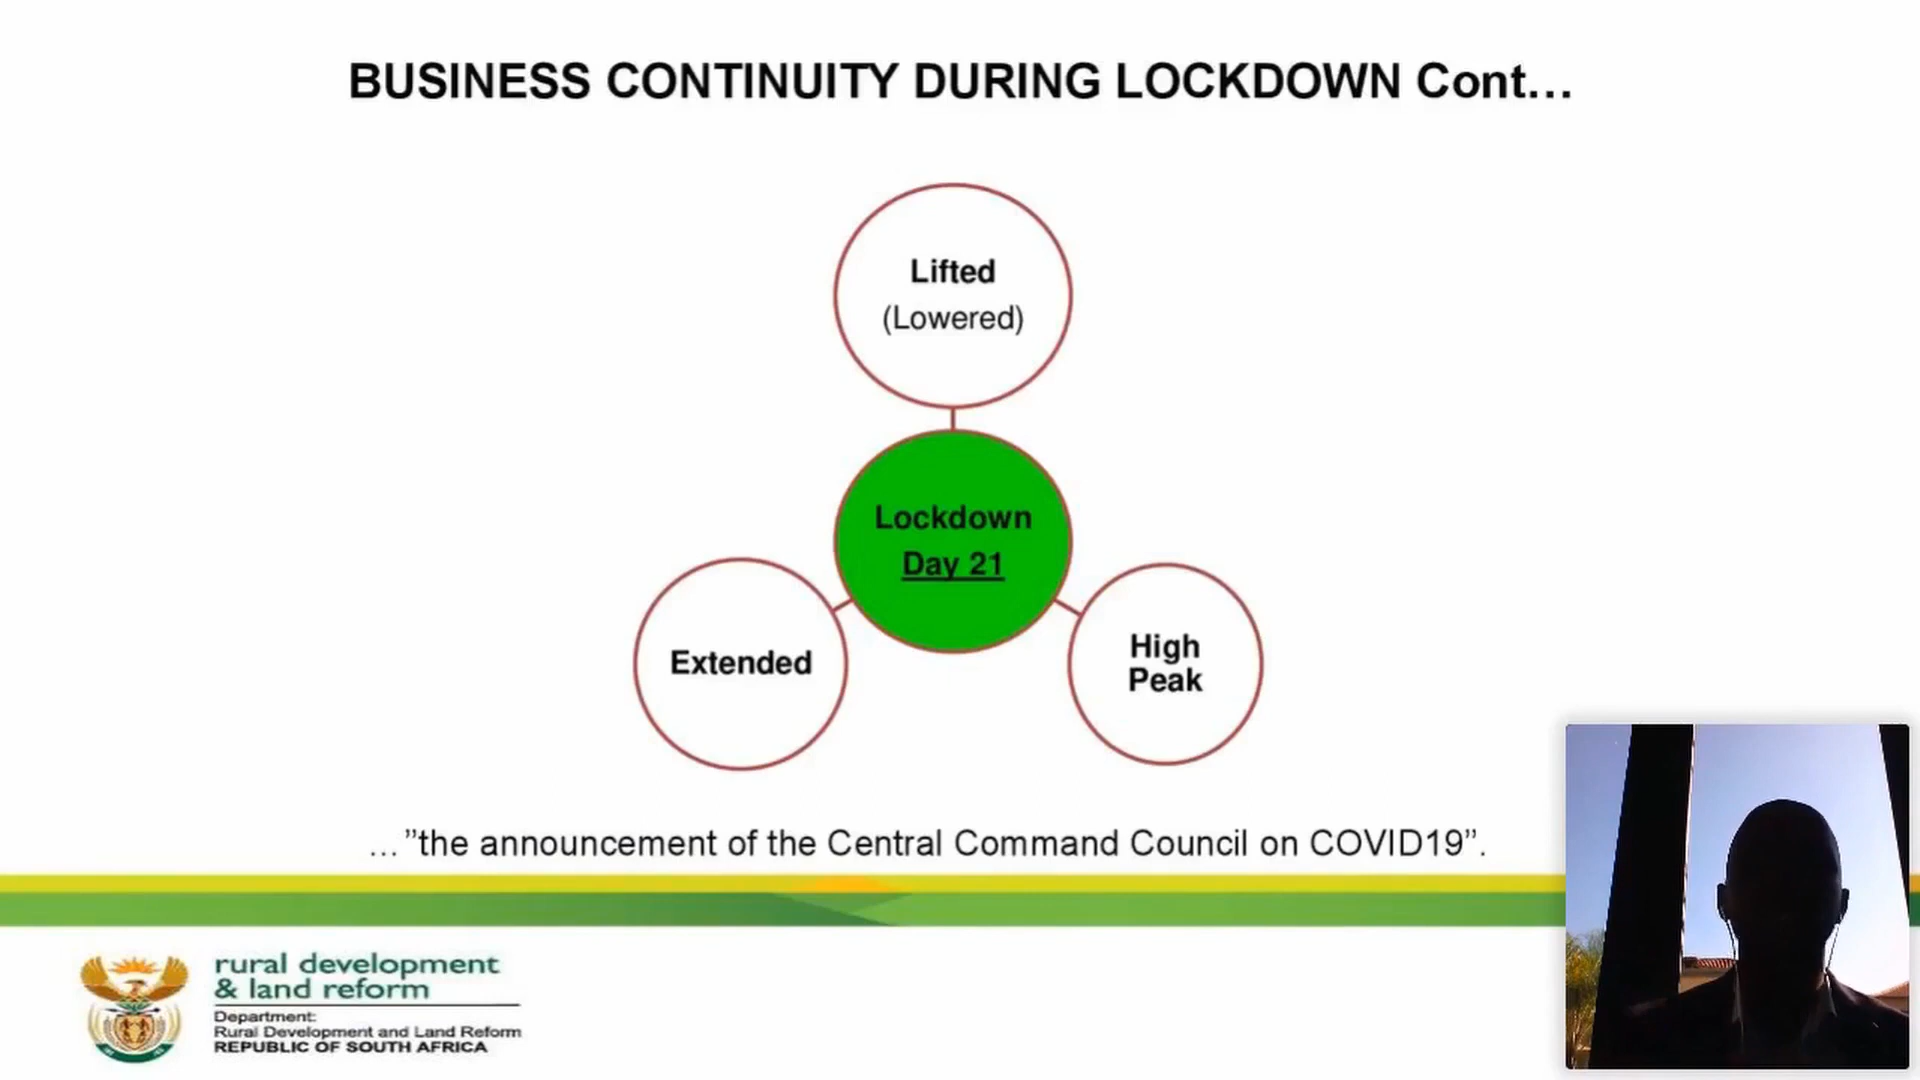 BUSINESS CONTINUITY DURING LOCKDOWN Cont...
Lifted
(Lowered)
Lockdown
Day 21
Extended
High
Peak
...”the announcement of the Central Command Council on COVID19”.
rural development
& land reform
Department:
Rural Development and Land Reform
REPUBLIC OF SOUTH AFRICA